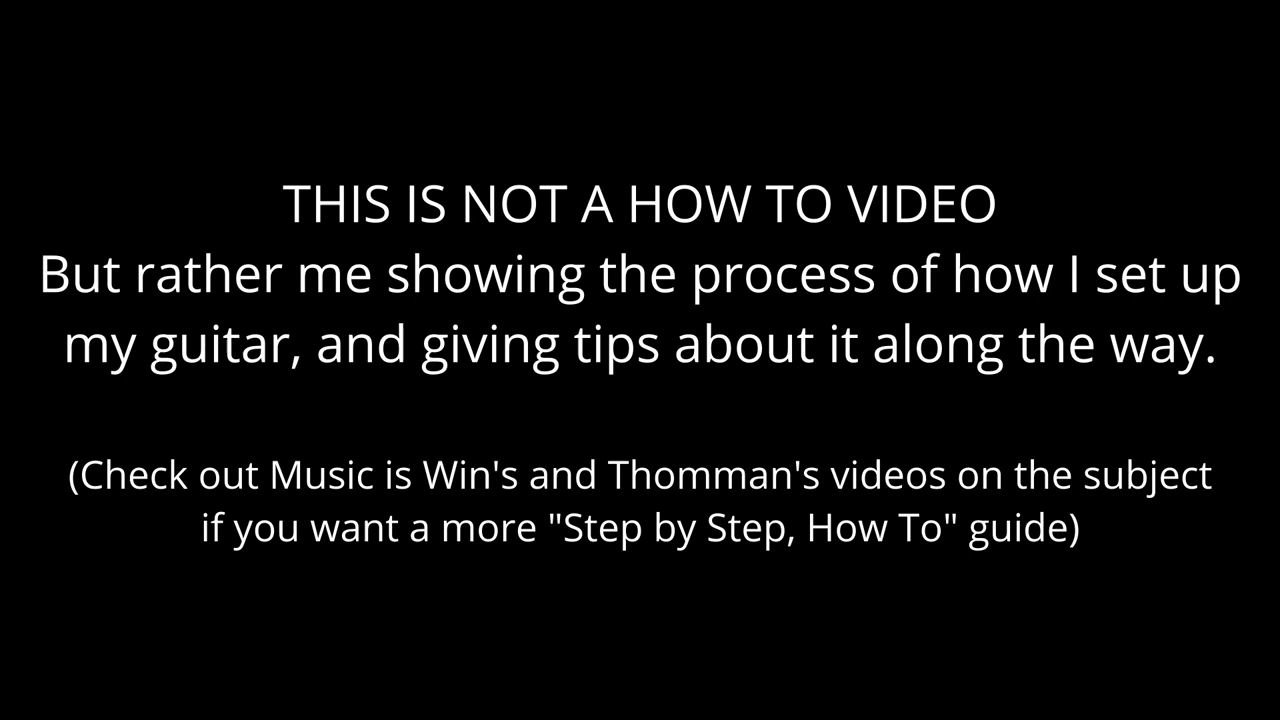 THIS IS NOT A HOW TO VIDEO
But rather me showing the process of how I set up
my guitar, and giving tips about it along the way.
(Check out Music is Win's and Thomman's videos on the subject
if you want a more "Step by Step, How To" guide)